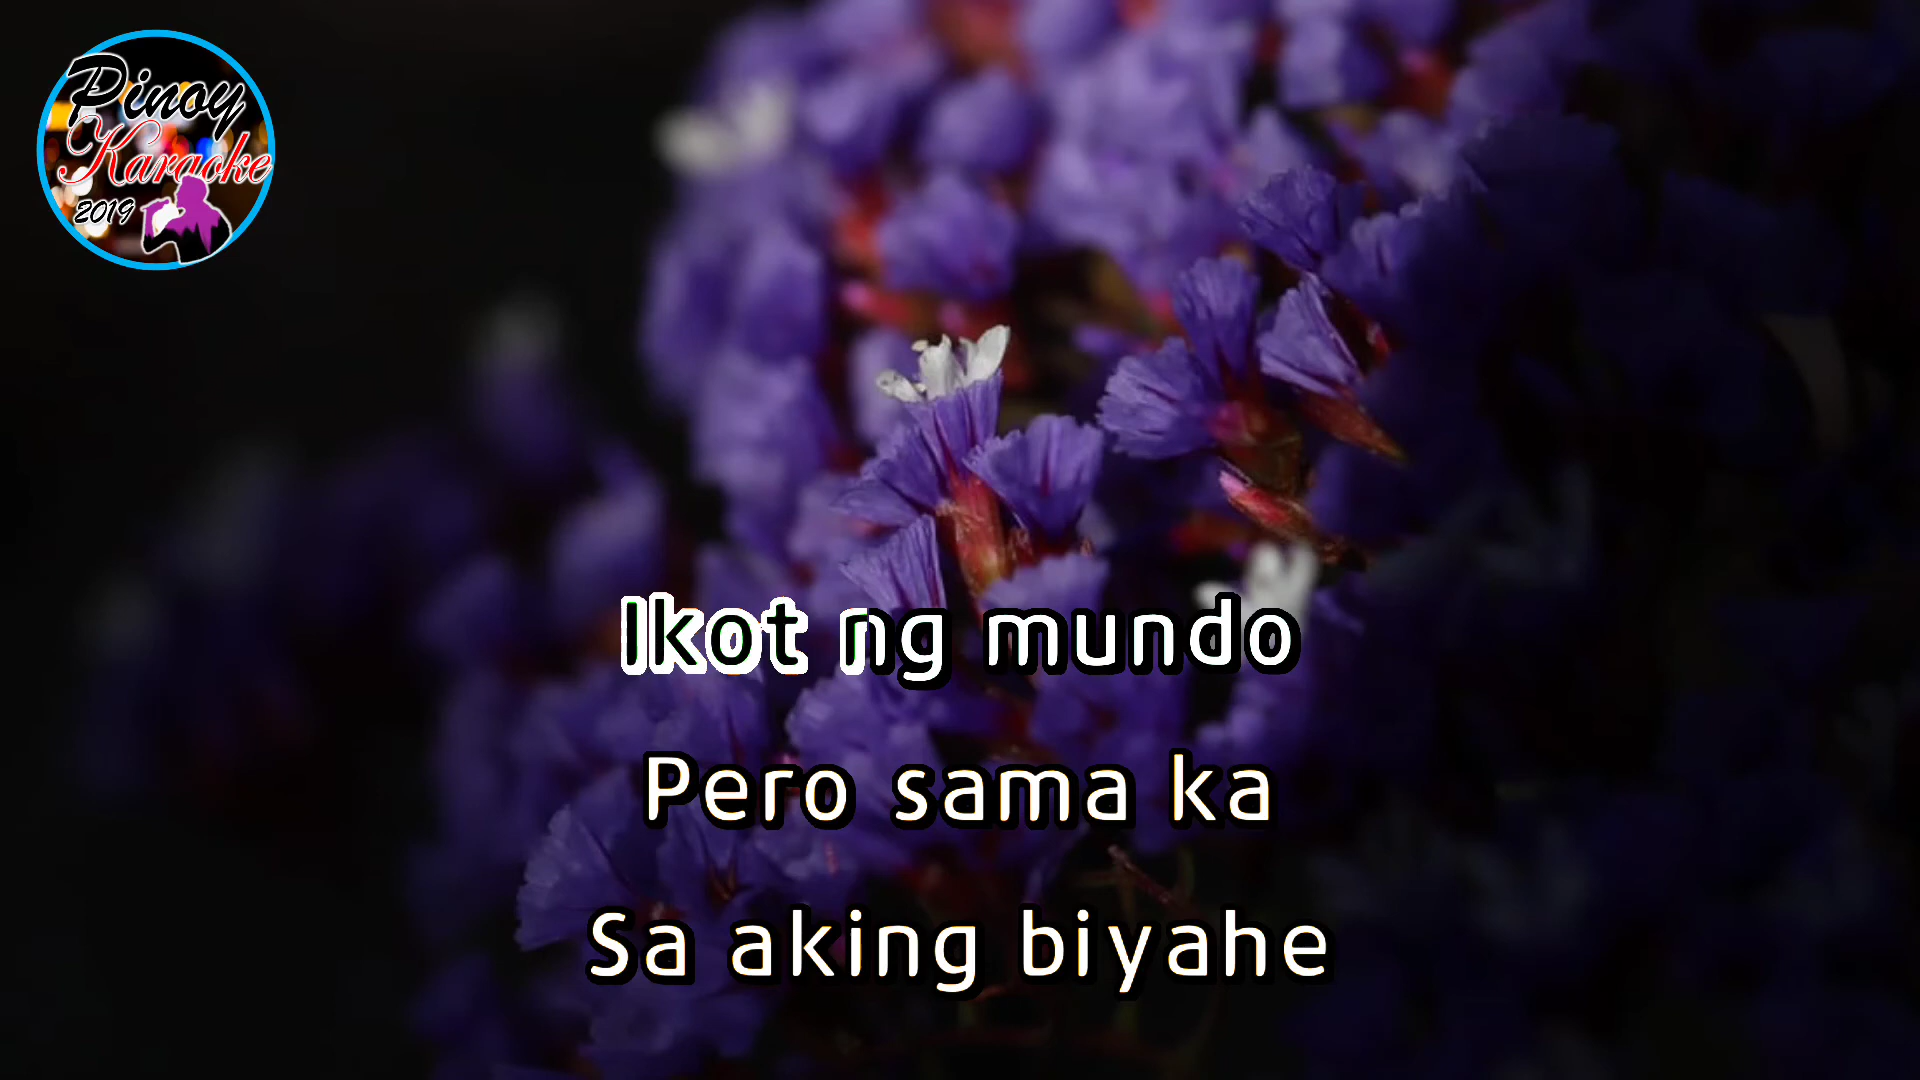 Pinoy
Karaoke
2019
Ikot ng mundo
Pero sama ka
Sa aking biyahe